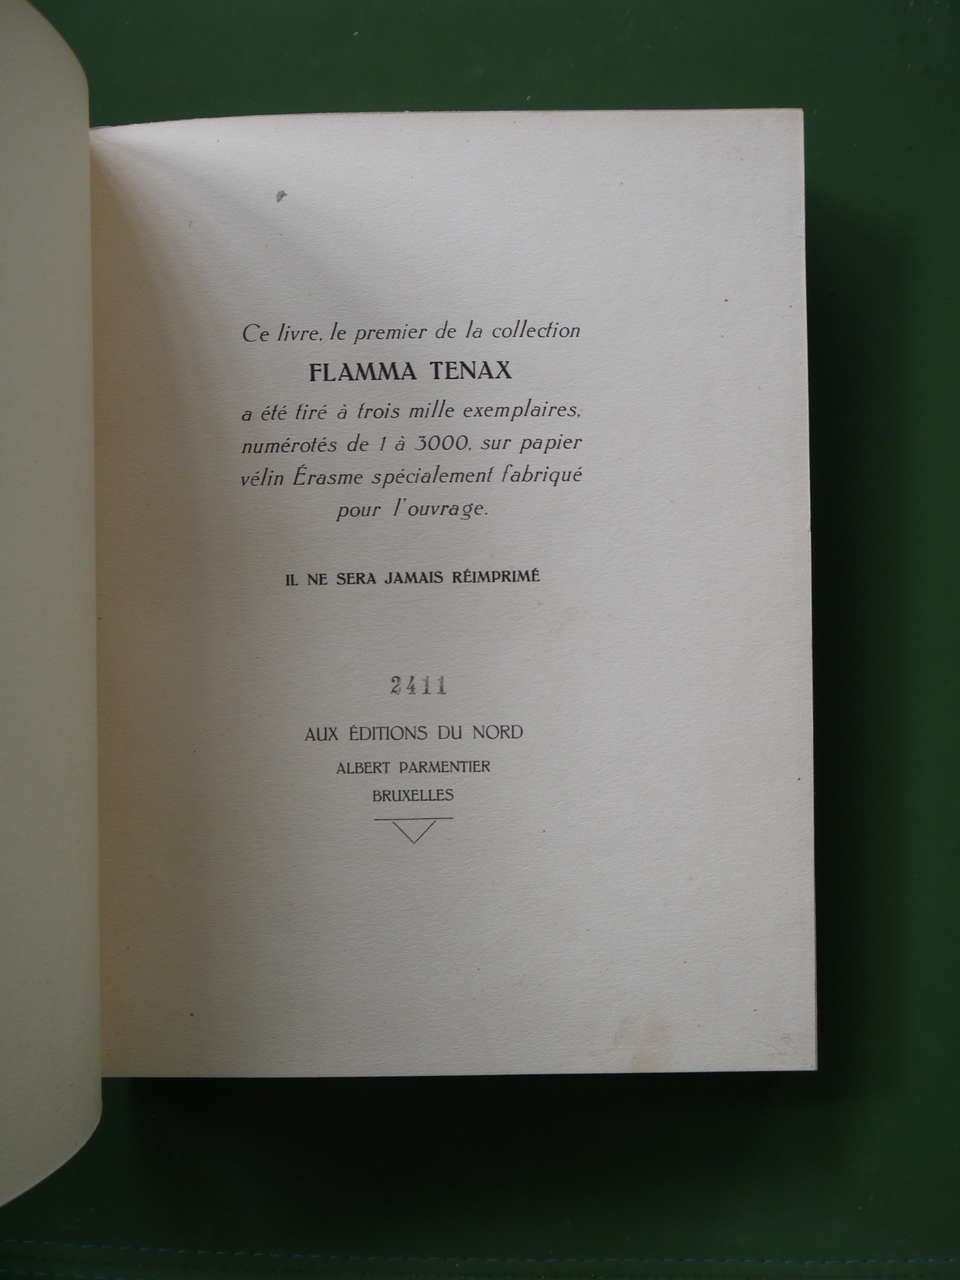 Ce livre, le premier de la collection
FLAMMA TENAX
a été tiré à trois mille exemplaires,
numérotés de 1 à 3000, sur papier
vélin Érasme spécialement fabriqué
pour l'ouvrage.
IL NE SERA JAMAIS RÉIMPRIMÉ
2411
AUX ÉDITIONS DU NORD
ALBERT PARMENTIER
BRUXELLES